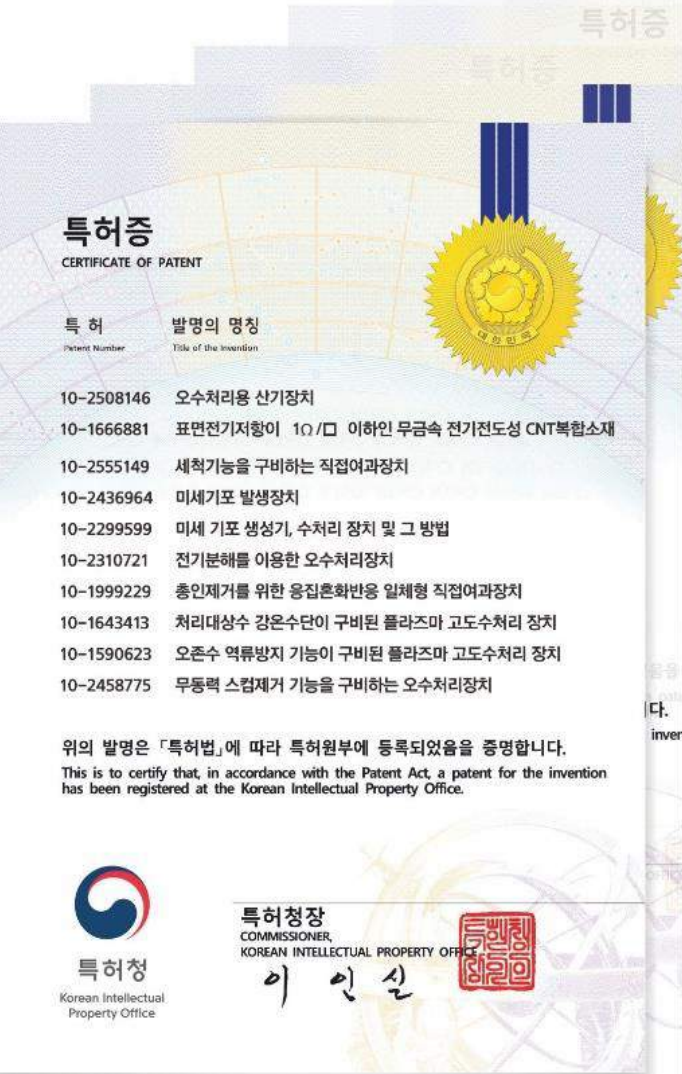 특허증
특허증
특허증
CERTIFICATE OF PATENT
대한민국
특 허 발명의 명칭
Patent Number Title of the Invention
10-2508146 오수처리용 산기장치
10-1666881 표면전기저항이 1Ω/□ 이하인 무금속 전기전도성 CNT복합소재
10-2555149 세척기능을 구비하는 직접여과장치
10-2436964 미세기포 발생장치
10-2299599 미세 기포 생성기, 수처리 장치 및 그 방법
10-2310721 전기분해를 이용한 오수처리장치
10-1999229 총인제거를 위한 응집혼화반응 일체형 직접여과장치
10-1643413 처리대상수 강온수단이 구비된 플라즈마 고도수처리 장치
10-1590623 오존수 역류방지 기능이 구비된 플라즈마 고도수처리 장치
10-2458775 무동력 스컴제거 기능을 구비하는 오수처리장치
다.
inver
위의 발명은 「특허법」에 따라 특허원부에 등록되었음을 증명합니다.
This is to certify that, in accordance with the Patent Act, a patent for the invention
has been registered at the Korean Intellectual Property Office.
특허청
Korean Intellectual
Property Office
특허청장
COMMISSIONER,
KOREAN INTELLECTUAL PROPERTY OFFICE
이 인 실